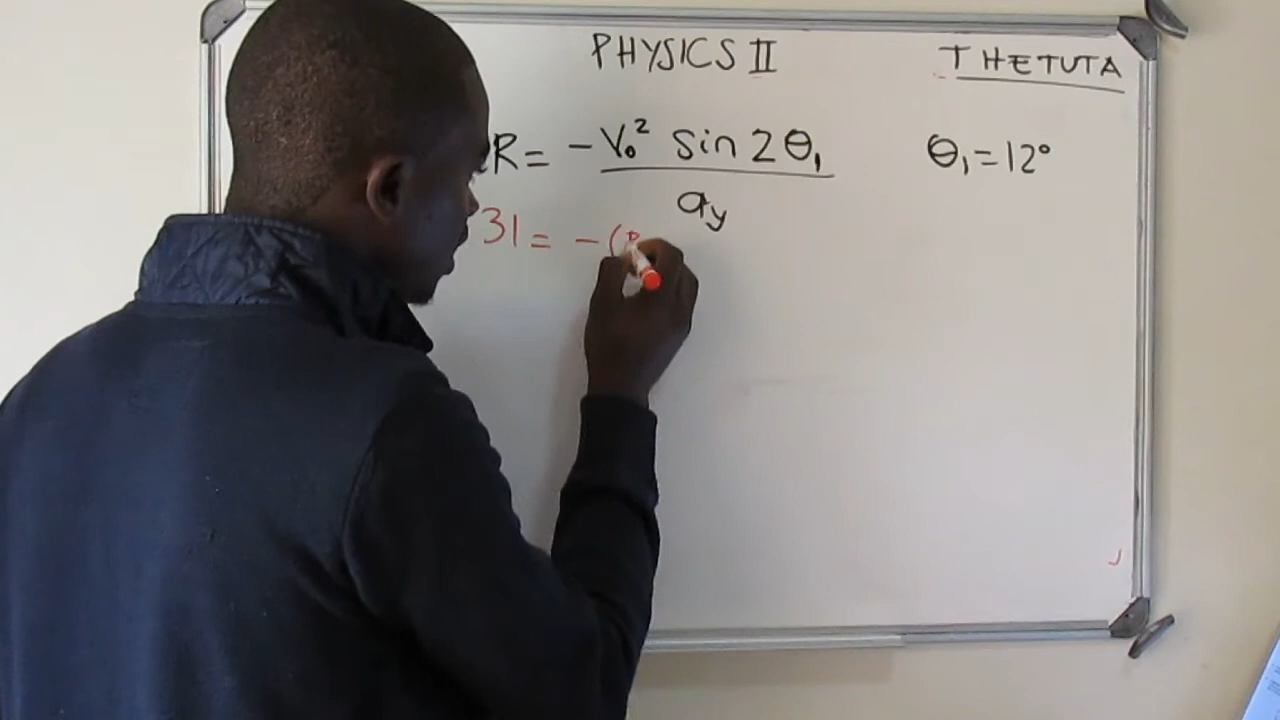 PHYSICS II
THETUTA
R = -V₀² sin 2θ₁ / ay
θ₁ = 12°
31 = -(